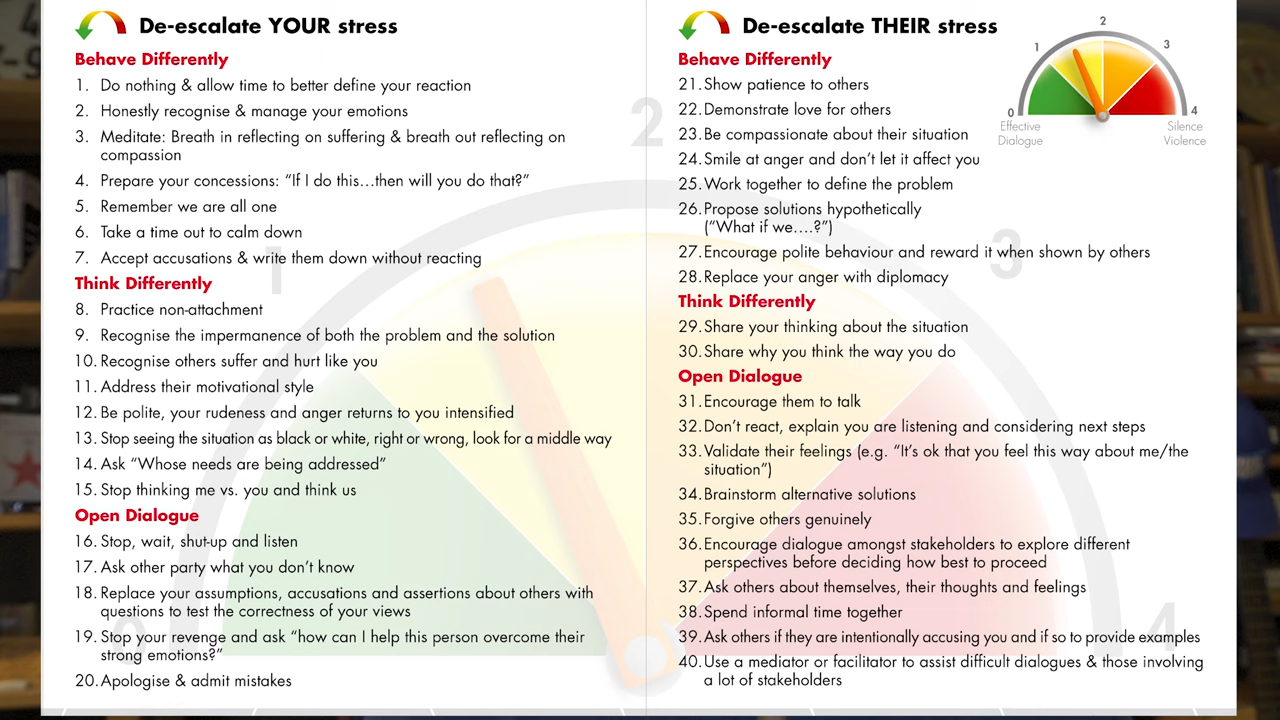 De-escalate YOUR stress
Behave Differently
1. Do nothing & allow time to better define your reaction
2. Honestly recognise & manage your emotions
3. Meditate: Breath in reflecting on suffering & breath out reflecting on
compassion
4. Prepare your concessions: “If I do this...then will you do that?”
5. Remember we are all one
6. Take a time out to calm down
7. Accept accusations & write them down without reacting
Think Differently
8. Practice non-attachment
9. Recognise the impermanence of both the problem and the solution
10. Recognise others suffer and hurt like you
11. Address their motivational style
12. Be polite, your rudeness and anger returns to you intensified
13. Stop seeing the situation as black or white, right or wrong, look for a middle way
14. Ask “Whose needs are being addressed”
15. Stop thinking me vs. you and think us
Open Dialogue
16. Stop, wait, shut-up and listen
17. Ask other party what you don’t know
18. Replace your assumptions, accusations and assertions about others with
questions to test the correctness of your views
19. Stop your revenge and ask “how can I help this person overcome their
strong emotions?”
20. Apologise & admit mistakes
De-escalate THEIR stress
Behave Differently
21. Show patience to others
22. Demonstrate love for others
23. Be compassionate about their situation
24. Smile at anger and don’t let it affect you
25. Work together to define the problem
26. Propose solutions hypothetically
(“What if we....?”)
27. Encourage polite behaviour and reward it when shown by others
28. Replace your anger with diplomacy
Think Differently
29. Share your thinking about the situation
30. Share why you think the way you do
Open Dialogue
31. Encourage them to talk
32. Don’t react, explain you are listening and considering next steps
33. Validate their feelings (e.g. “It’s ok that you feel this way about me/the
situation”)
34. Brainstorm alternative solutions
35. Forgive others genuinely
36. Encourage dialogue amongst stakeholders to explore different
perspectives before deciding how best to proceed
37. Ask others about themselves, their thoughts and feelings
38. Spend informal time together
39. Ask others if they are intentionally accusing you and if so to provide examples
40. Use a mediator or facilitator to assist difficult dialogues & those involving
a lot of stakeholders
0
1
2
3
4
Effective
Dialogue
Silence
Violence
0
1
2
3
4